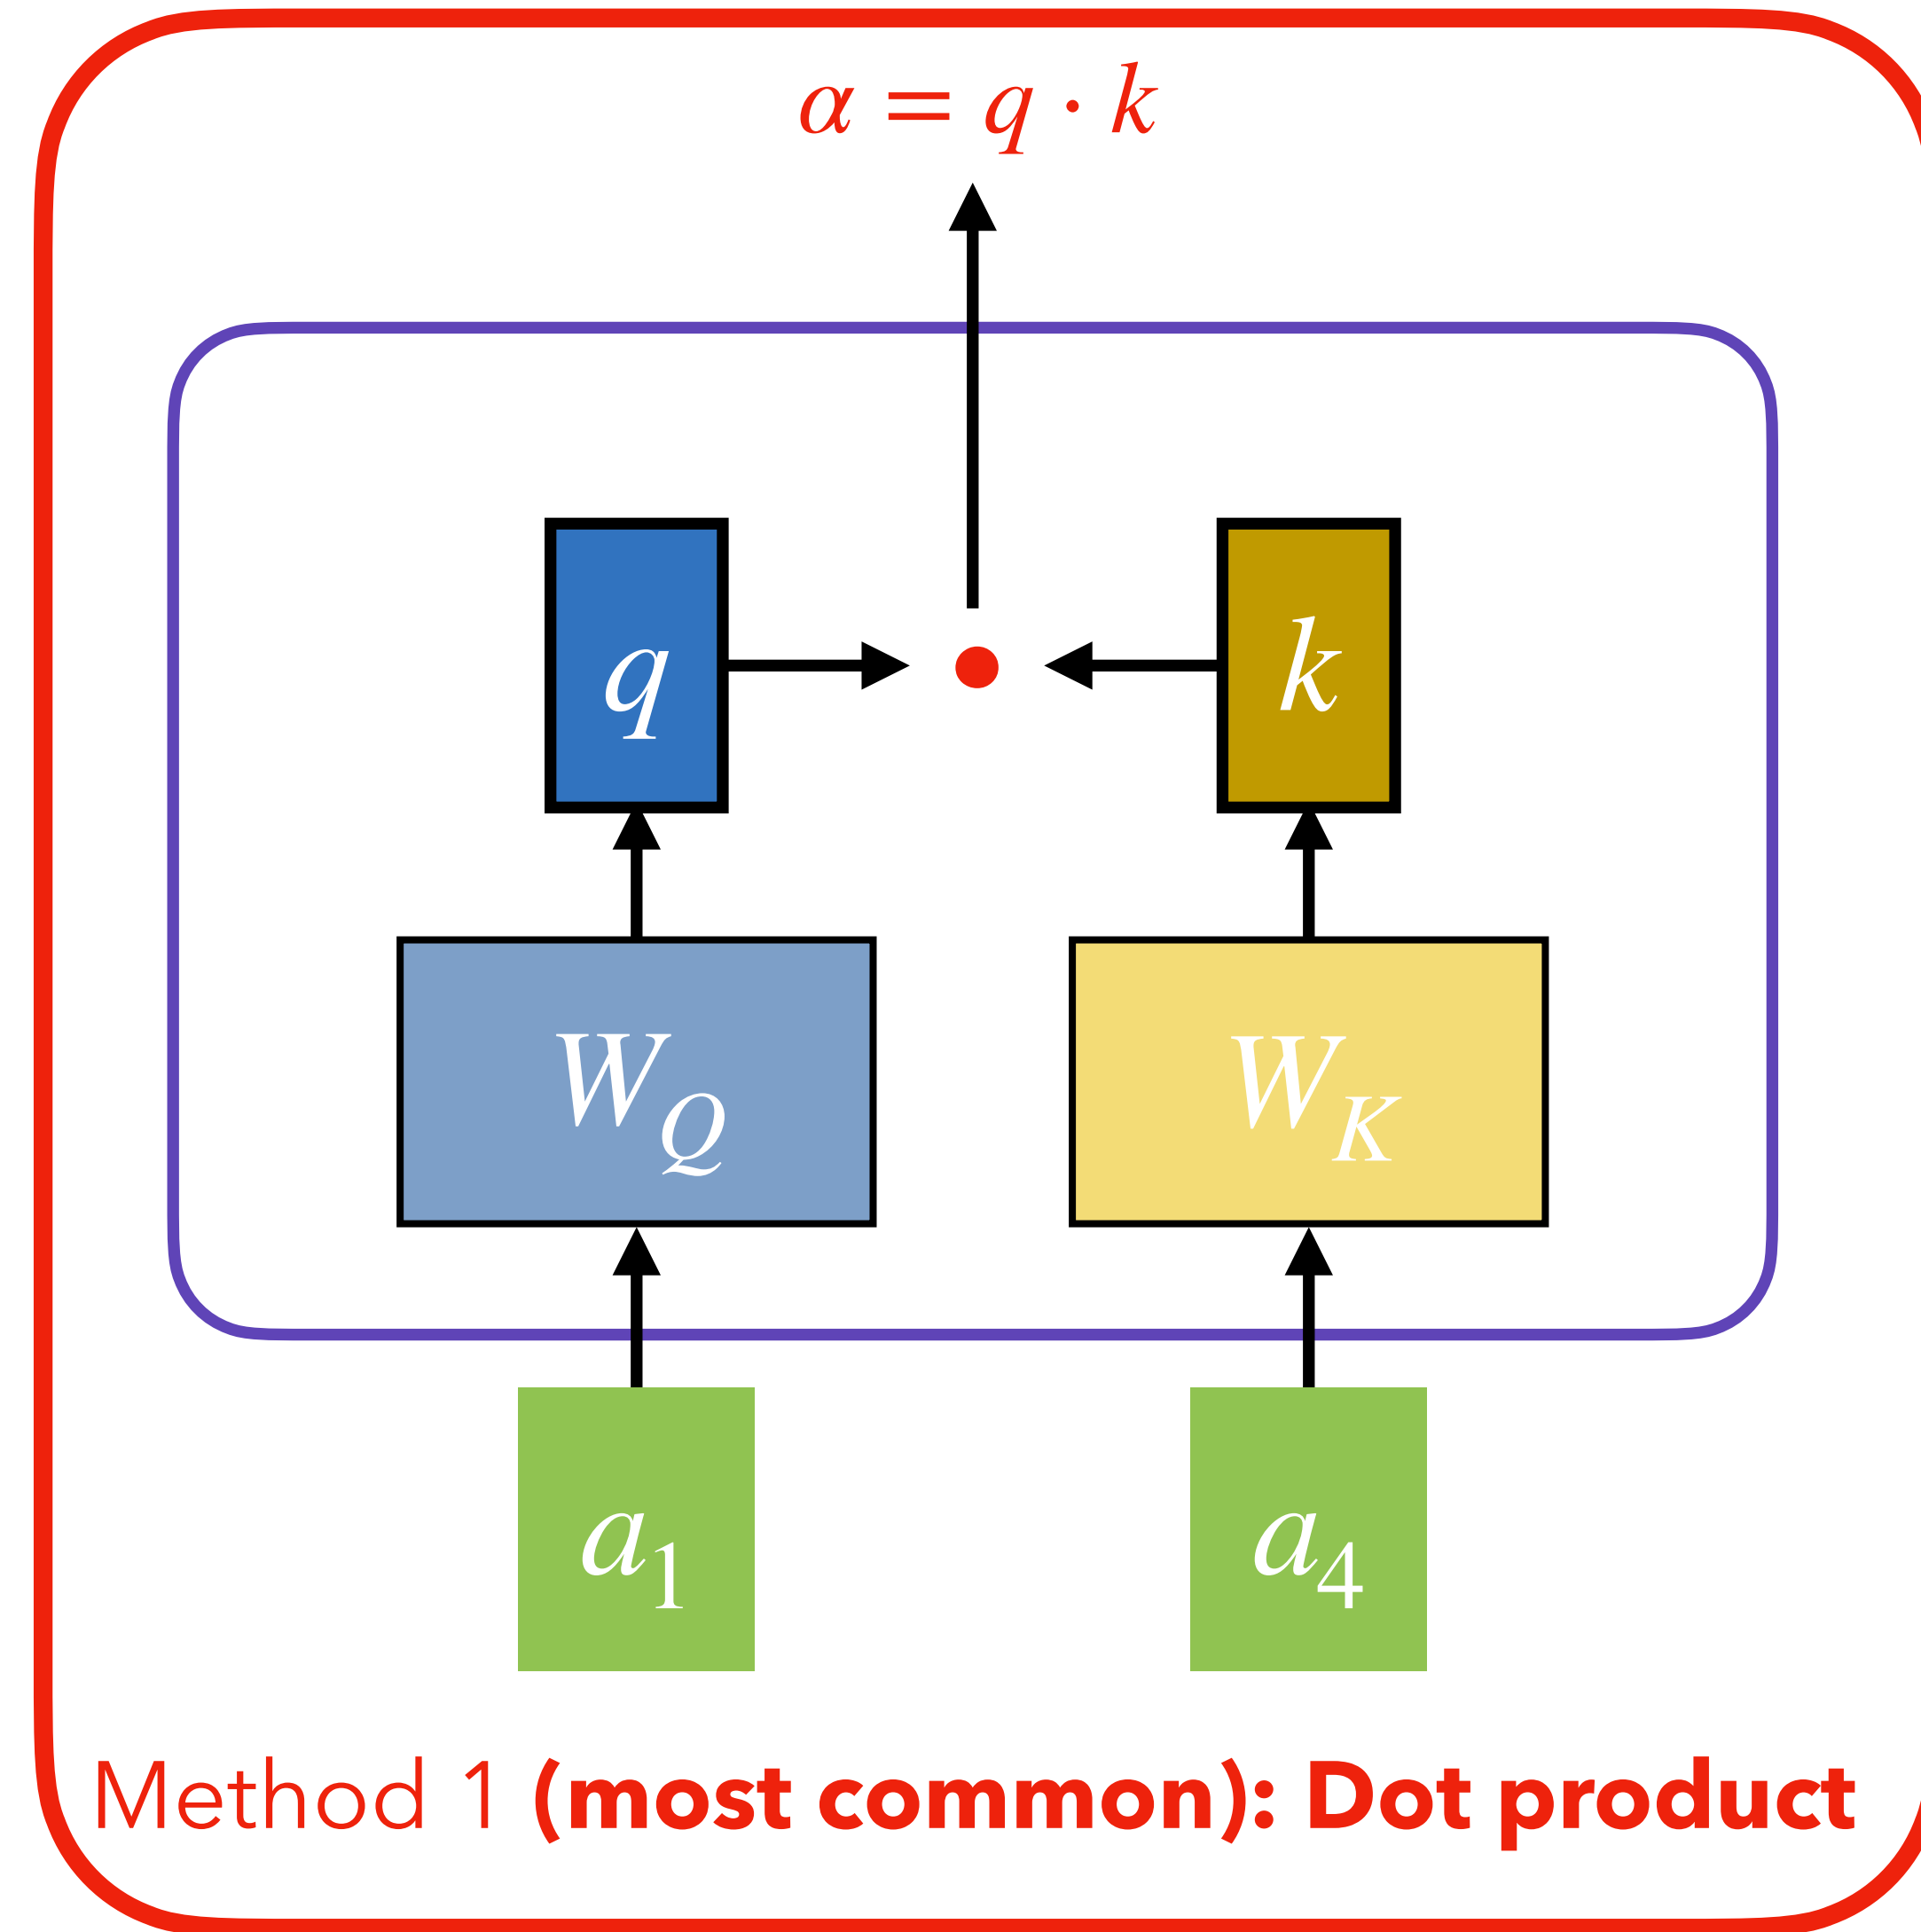 α = q · k
q
k
W_Q
W_K
a_1
a_4
Method 1 (most common): Dot product